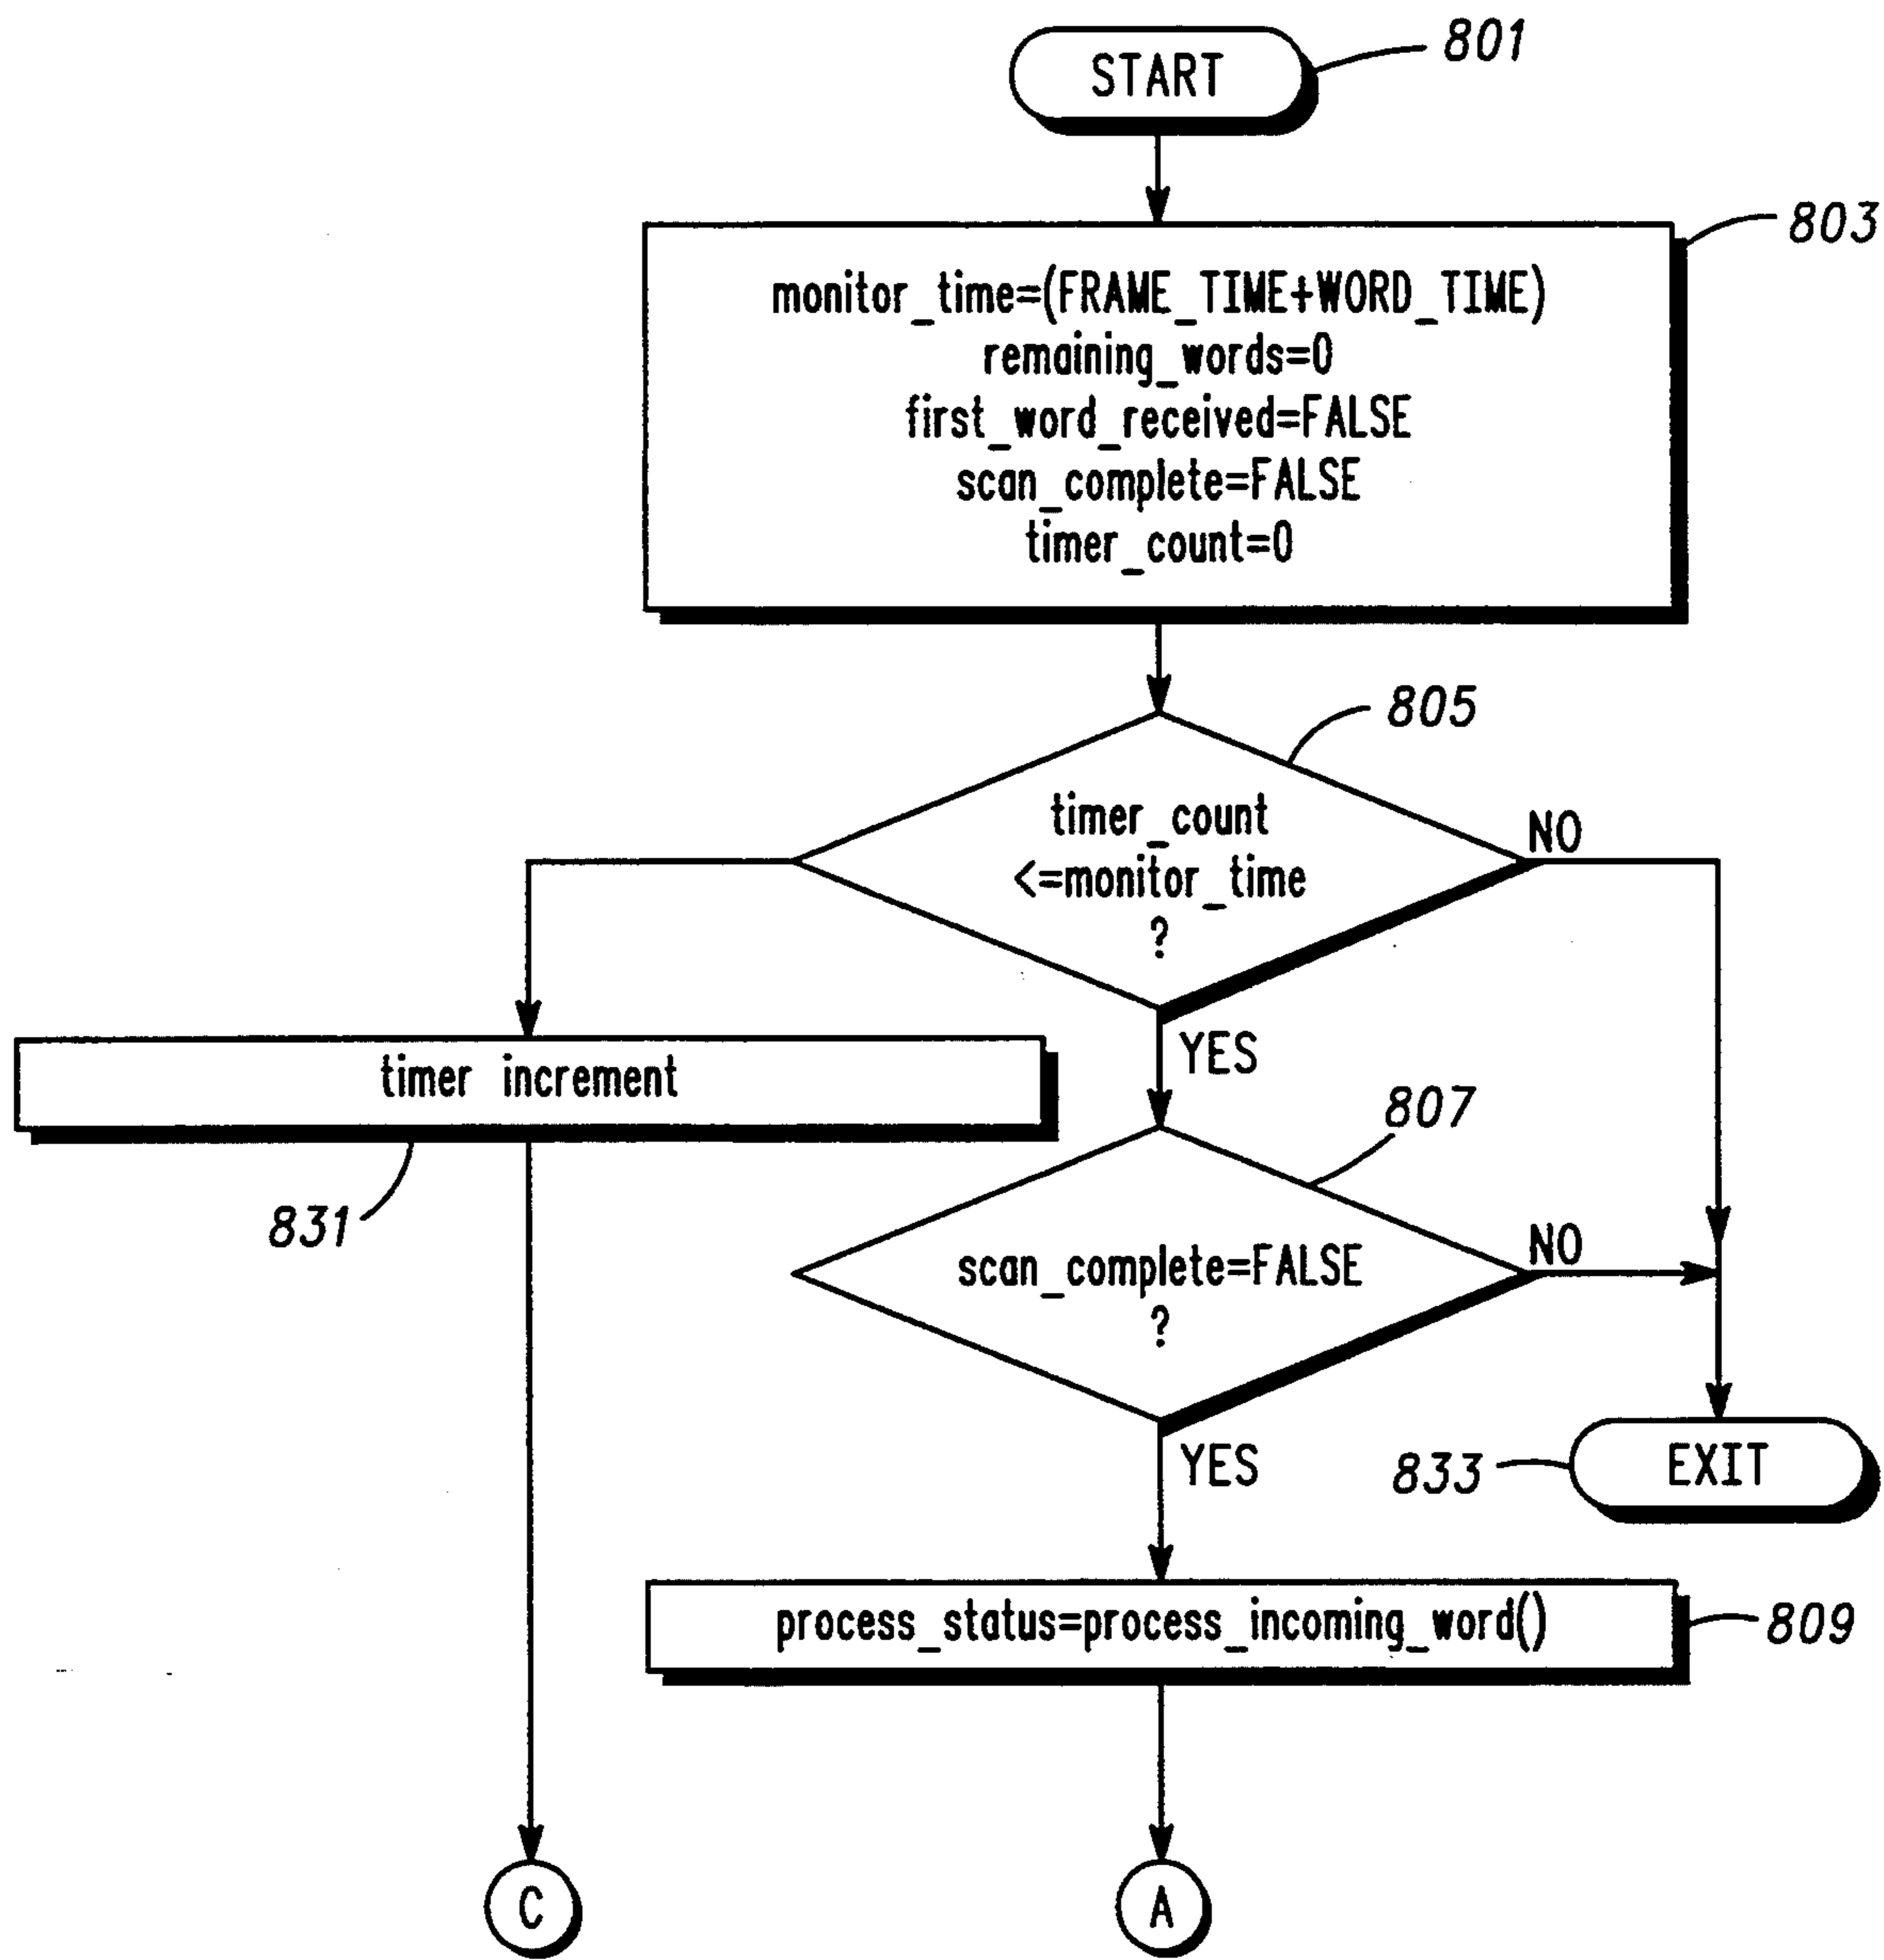 START
801
803
monitor_time=(FRAME_TIME+WORD_TIME)
remaining_words=0
first_word_received=FALSE
scan_complete=FALSE
timer_count=0
805
timer_count
<=monitor_time
?
NO
YES
timer increment
831
807
scan_complete=FALSE
?
NO
YES
833
EXIT
process_status=process_incoming_word()
809
C
A